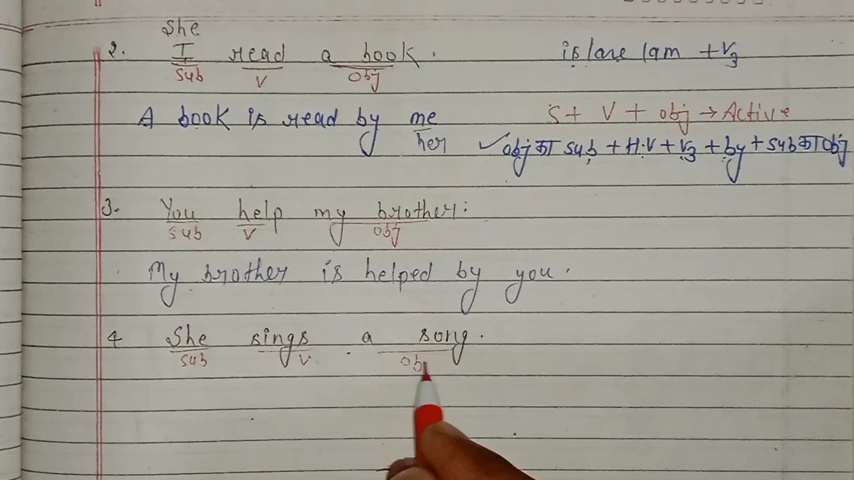 She
2. I read a book. is/are/am + V3
sub V obj
A book is read by me S + V + obj → Active
her ✓obj का sub + H.V + V3 + by + sub का obj
3. You help my brother:
sub V obj
My brother is helped by you.
4 She sings a song.
sub V ob